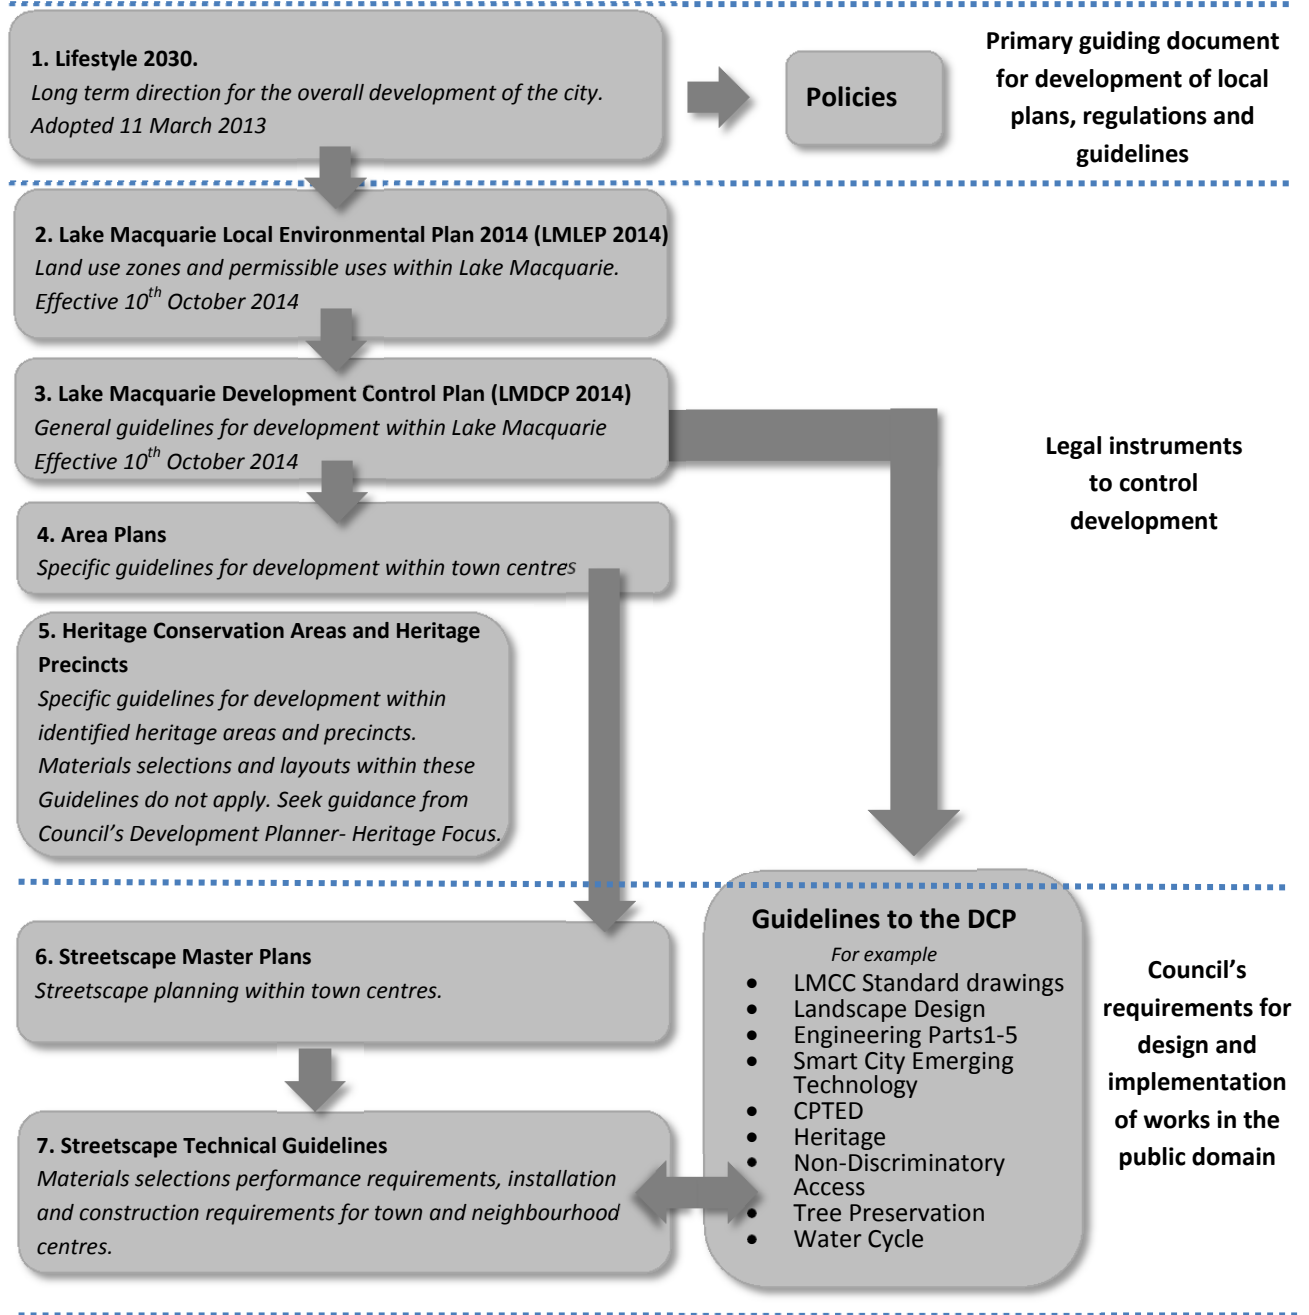 1. Lifestyle 2030.
Long term direction for the overall development of the city.
Adopted 11 March 2013
Policies
Primary guiding document
for development of local
plans, regulations and
guidelines
2. Lake Macquarie Local Environmental Plan 2014 (LMLEP 2014)
Land use zones and permissible uses within Lake Macquarie.
Effective 10th October 2014
3. Lake Macquarie Development Control Plan (LMDCP 2014)
General guidelines for development within Lake Macquarie
Effective 10th October 2014
4. Area Plans
Specific guidelines for development within town centres
5. Heritage Conservation Areas and Heritage
Precincts
Specific guidelines for development within
identified heritage areas and precincts.
Materials selections and layouts within these
Guidelines do not apply. Seek guidance from
Council’s Development Planner- Heritage Focus.
Legal instruments
to control
development
6. Streetscape Master Plans
Streetscape planning within town centres.
7. Streetscape Technical Guidelines
Materials selections performance requirements, installation
and construction requirements for town and neighbourhood
centres.
Guidelines to the DCP
For example
• LMCC Standard drawings
• Landscape Design
• Engineering Parts1-5
• Smart City Emerging
Technology
• CPTED
• Heritage
• Non-Discriminatory
Access
• Tree Preservation
• Water Cycle
Council’s
requirements for
design and
implementation
of works in the
public domain